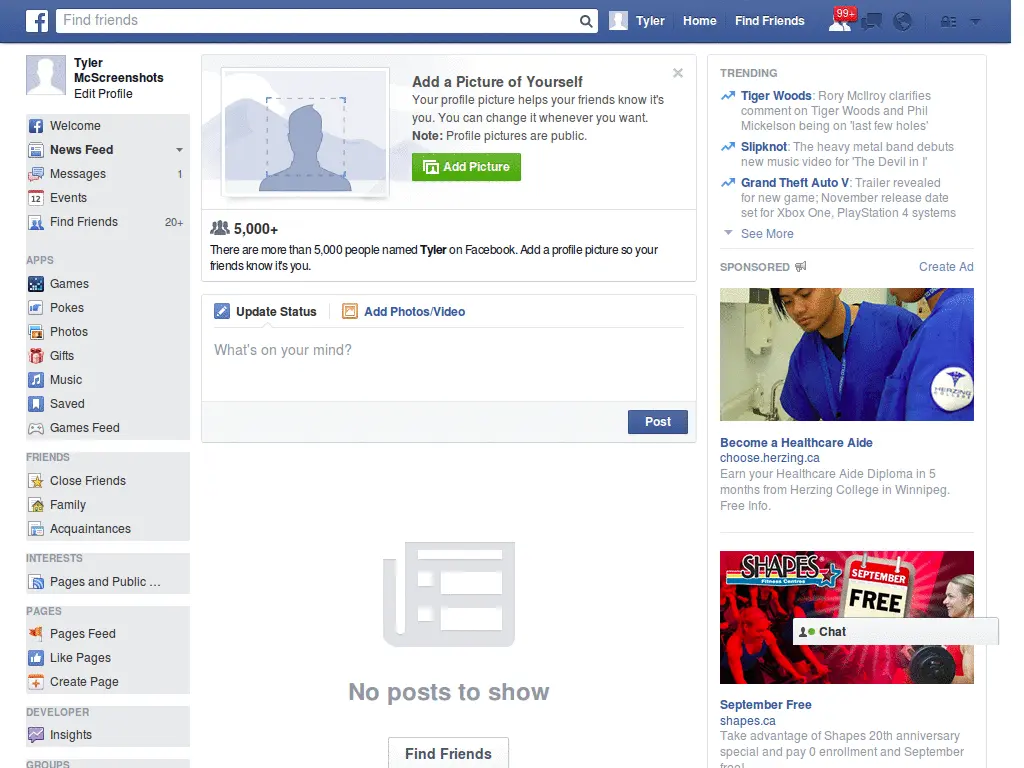 Find friends
Tyler
Home
Find Friends
99+
Tyler
McScreenshots
Edit Profile
Welcome
News Feed
Messages 1
12 Events
Find Friends 20+
APPS
Games
Pokes
Photos
Gifts
Music
Saved
Games Feed
FRIENDS
Close Friends
Family
Acquaintances
INTERESTS
Pages and Public ...
PAGES
Pages Feed
Like Pages
Create Page
DEVELOPER
Insights
GROUPS
Add a Picture of Yourself
Your profile picture helps your friends know it's
you. You can change it whenever you want.
Note: Profile pictures are public.
Add Picture
5,000+
There are more than 5,000 people named Tyler on Facebook. Add a profile picture so your
friends know it's you.
Update Status
Add Photos/Video
What's on your mind?
Post
No posts to show
Find Friends
TRENDING
Tiger Woods: Rory McIlroy clarifies
comment on Tiger Woods and Phil
Mickelson being on 'last few holes'
Slipknot: The heavy metal band debuts
new music video for 'The Devil in I'
Grand Theft Auto V: Trailer revealed
for new game; November release date
set for Xbox One, PlayStation 4 systems
See More
SPONSORED
Create Ad
HERZING
COLLEGE
Become a Healthcare Aide
choose.herzing.ca
Earn your Healthcare Aide Diploma in 5
months from Herzing College in Winnipeg.
Free Info.
SHAPES
Fitness Centres
SEPTEMBER
FREE
Chat
September Free
shapes.ca
Take advantage of Shapes 20th anniversary
special and pay 0 enrollment and September
free!